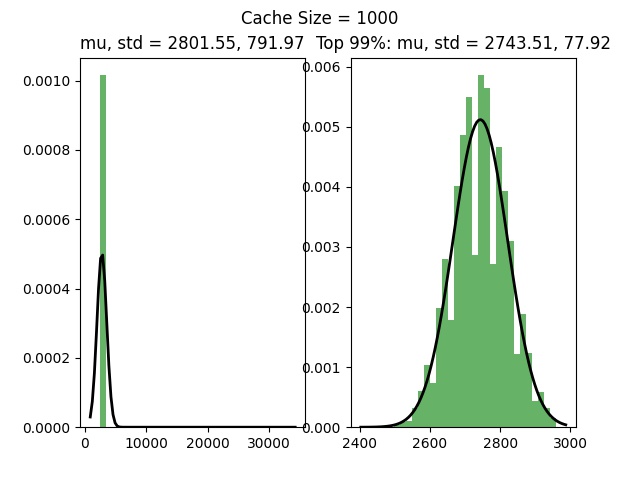 Cache Size = 1000
mu, std = 2801.55, 791.97
Top 99%: mu, std = 2743.51, 77.92
0.0010
0.0008
0.0006
0.0004
0.0002
0.0000
0 10000 20000 30000
0.006
0.005
0.004
0.003
0.002
0.001
0.000
2400 2600 2800 3000